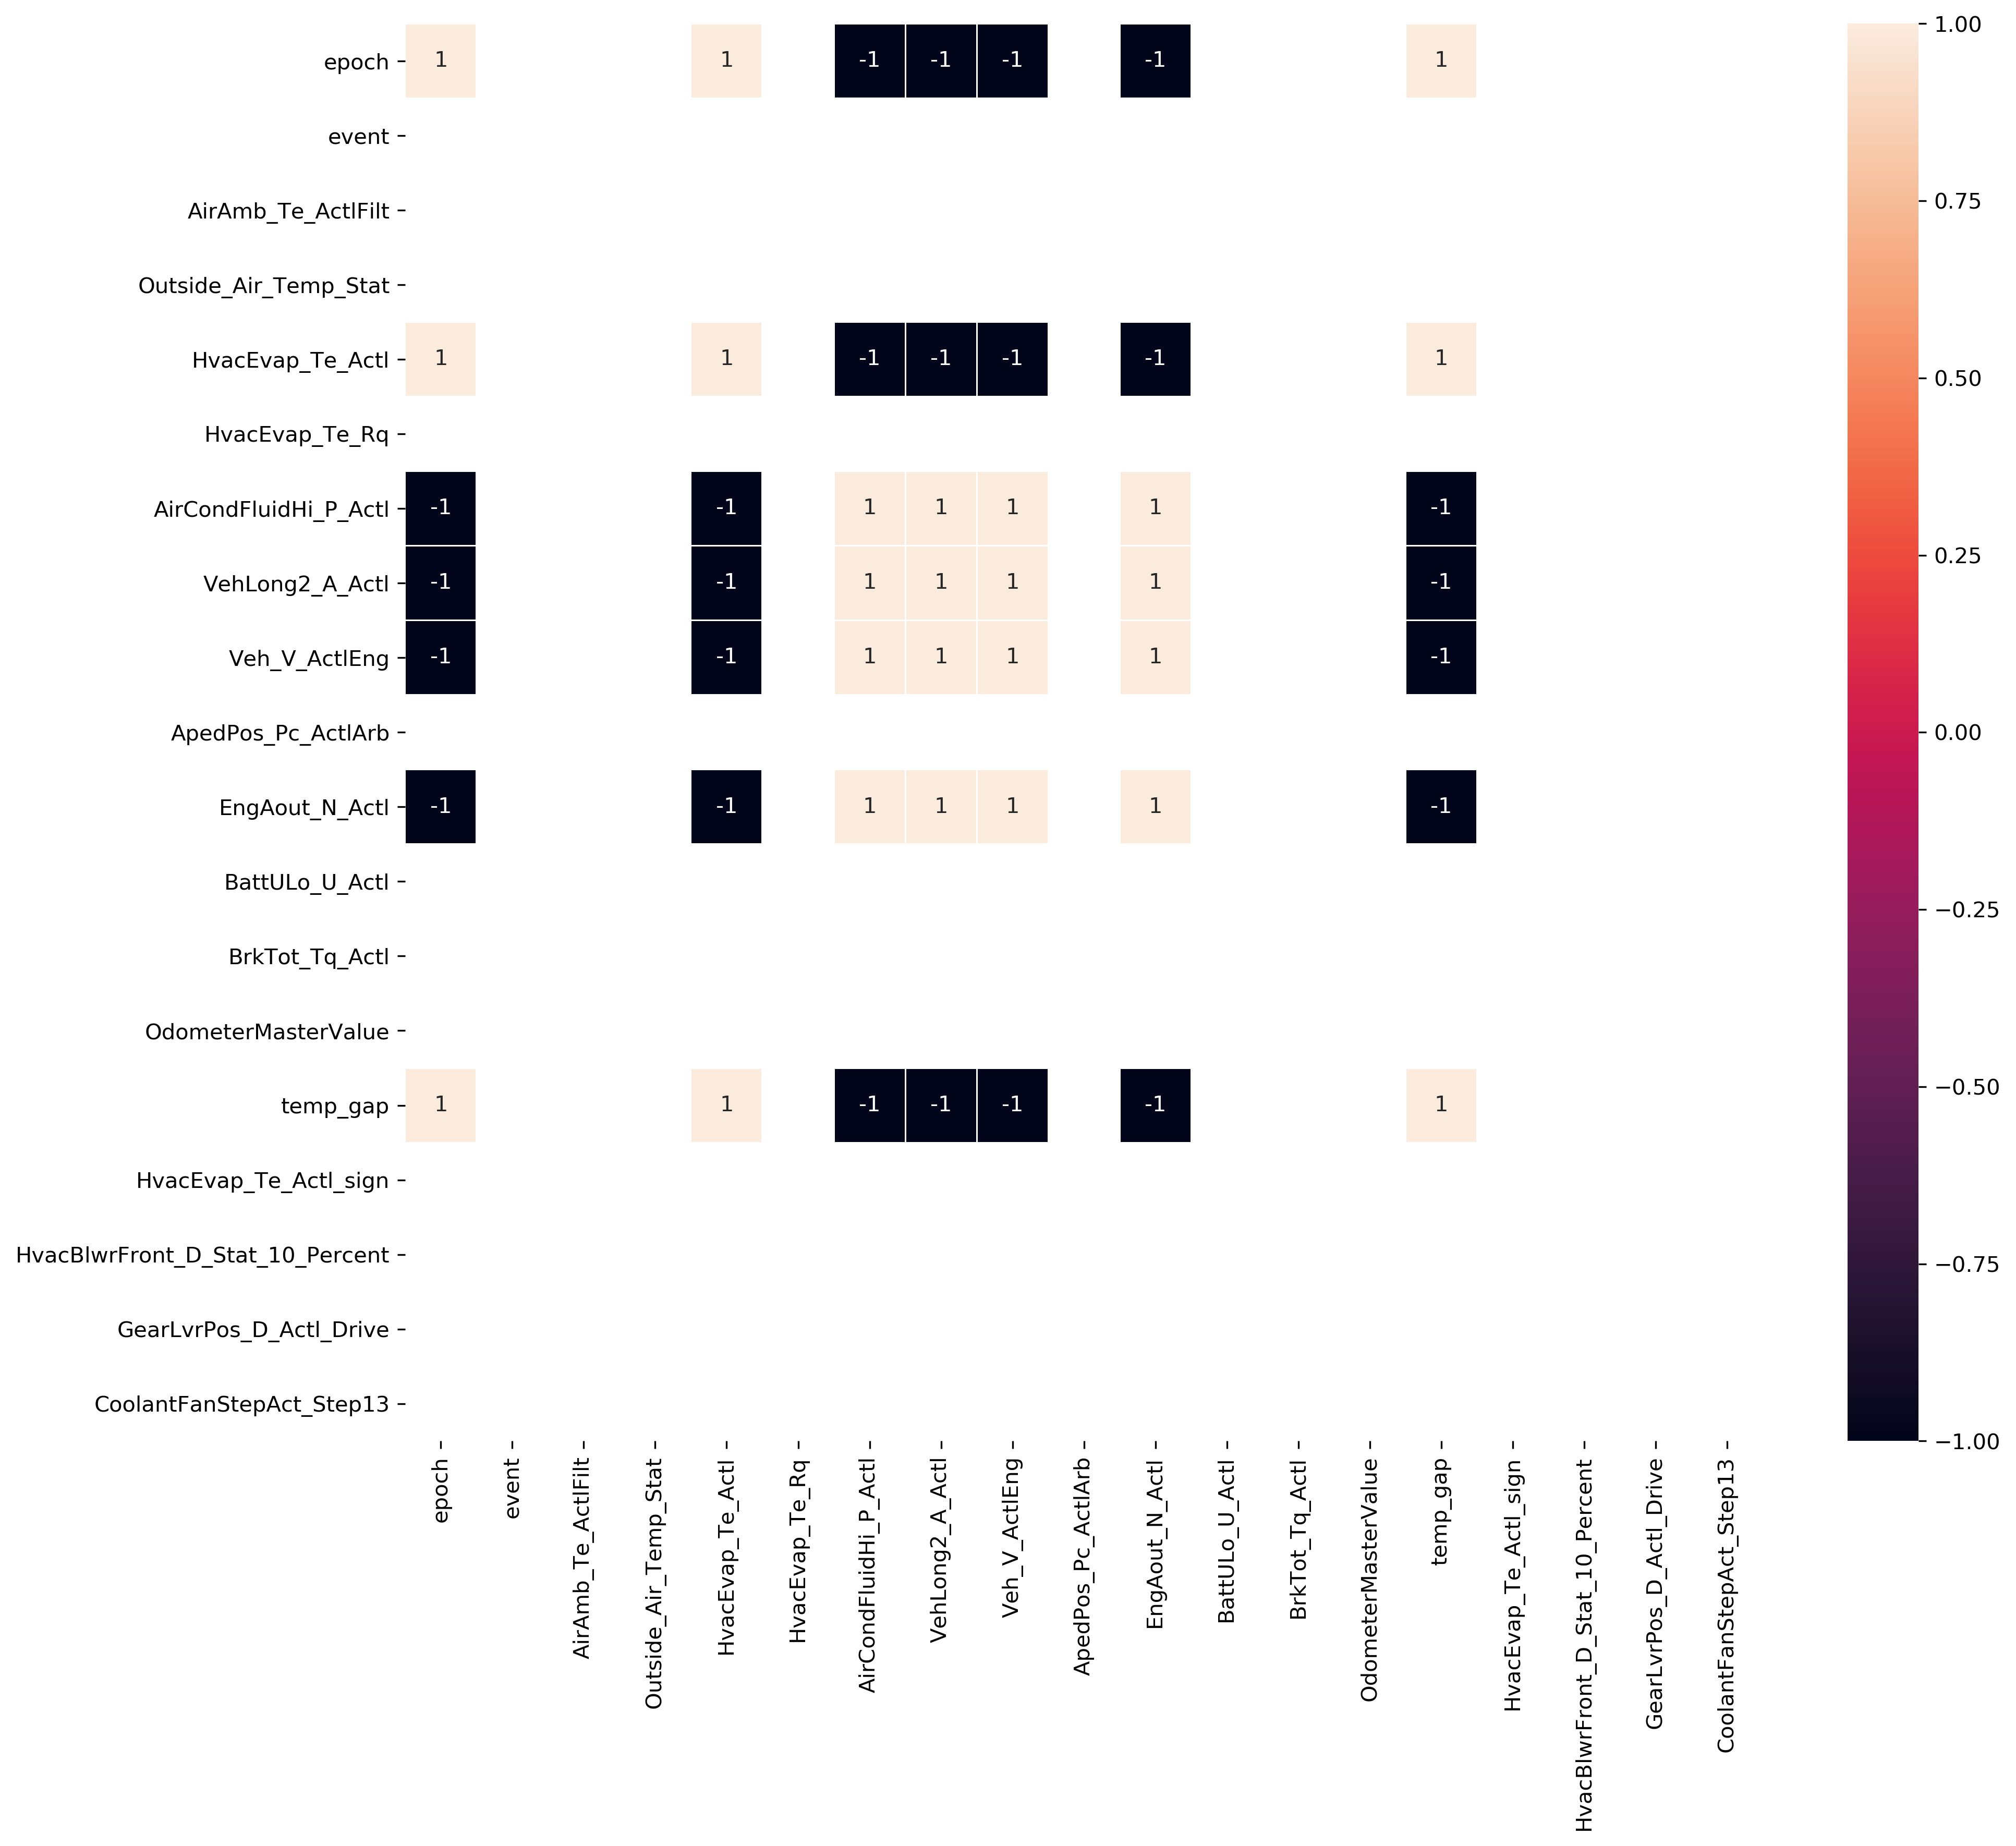 epoch 1 1 -1 -1 -1 -1 1
event
AirAmb_Te_ActlFilt
Outside_Air_Temp_Stat
HvacEvap_Te_Actl 1 1 -1 -1 -1 -1 1
HvacEvap_Te_Rq
AirCondFluidHi_P_Actl -1 -1 1 1 1 1 -1
VehLong2_A_Actl -1 -1 1 1 1 1 -1
Veh_V_ActlEng -1 -1 1 1 1 1 -1
ApedPos_Pc_ActlArb
EngAout_N_Actl -1 -1 1 1 1 1 -1
BattULo_U_Actl
BrkTot_Tq_Actl
OdometerMasterValue
temp_gap 1 1 -1 -1 -1 -1 1
HvacEvap_Te_Actl_sign
HvacBlwrFront_D_Stat_10_Percent
GearLvrPos_D_Actl_Drive
CoolantFanStepAct_Step13
epoch
event
AirAmb_Te_ActlFilt
Outside_Air_Temp_Stat
HvacEvap_Te_Actl
HvacEvap_Te_Rq
AirCondFluidHi_P_Actl
VehLong2_A_Actl
Veh_V_ActlEng
ApedPos_Pc_ActlArb
EngAout_N_Actl
BattULo_U_Actl
BrkTot_Tq_Actl
OdometerMasterValue
temp_gap
HvacEvap_Te_Actl_sign
HvacBlwrFront_D_Stat_10_Percent
GearLvrPos_D_Actl_Drive
CoolantFanStepAct_Step13
1.00
0.75
0.50
0.25
0.00
−0.25
−0.50
−0.75
−1.00